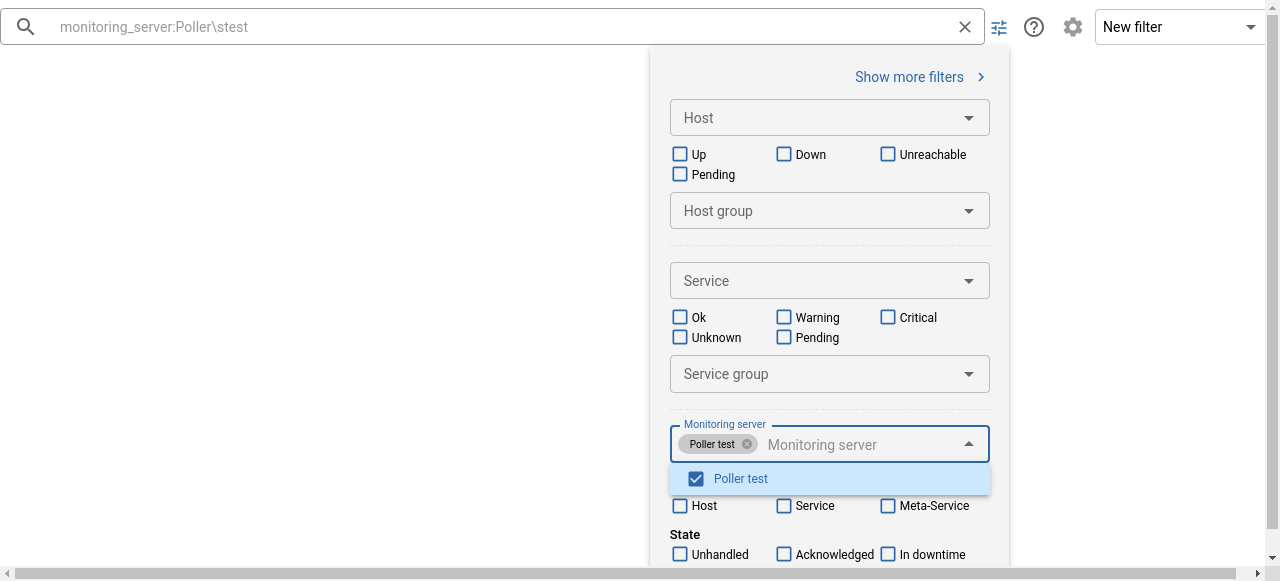 monitoring_server:Poller\stest
New filter
Show more filters
Host
Up Down Unreachable
Pending
Host group
Service
Ok Warning Critical
Unknown Pending
Service group
Monitoring server
Poller test Monitoring server
Poller test
Host Service Meta-Service
State
Unhandled Acknowledged In downtime